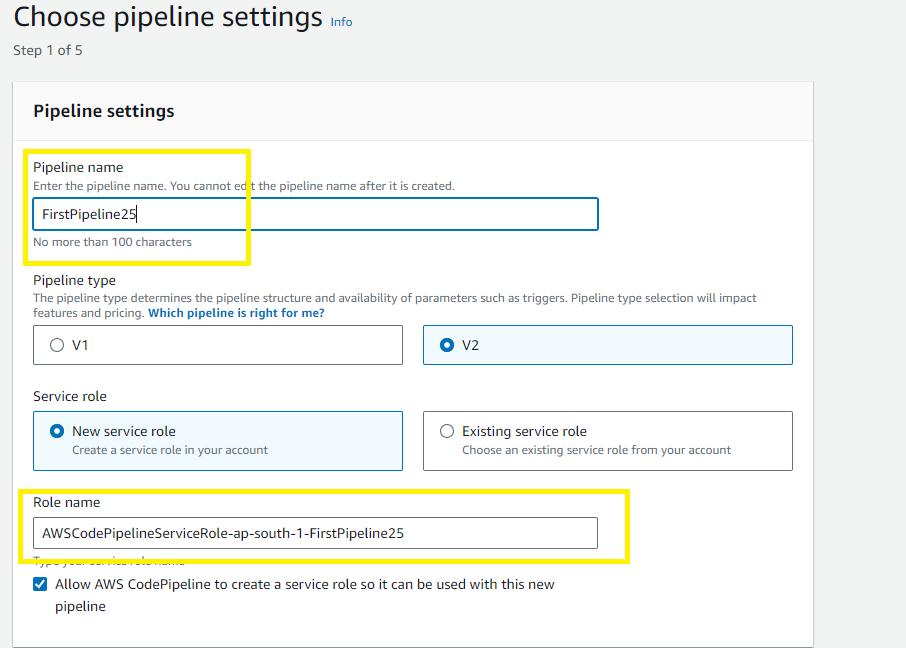 Choose pipeline settings Info
Step 1 of 5
Pipeline settings
Pipeline name
Enter the pipeline name. You cannot edit the pipeline name after it is created.
FirstPipeline25
No more than 100 characters
Pipeline type
The pipeline type determines the pipeline structure and availability of parameters such as triggers. Pipeline type selection will impact
features and pricing. Which pipeline is right for me?
V1
V2
Service role
New service role
Create a service role in your account
Existing service role
Choose an existing service role from your account
Role name
AWSCodePipelineServiceRole-ap-south-1-FirstPipeline25
Type your service role name
Allow AWS CodePipeline to create a service role so it can be used with this new
pipeline